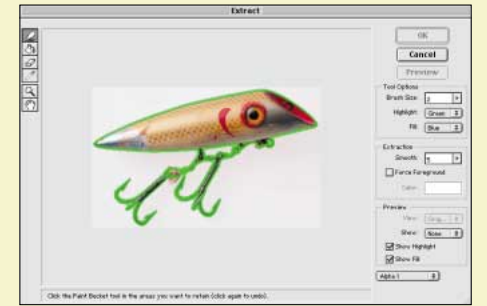 Extract
OK
Cancel
Preview
Tool Options
Brush Size:
Highlight: Green
Fill: Blue
Extraction
Smooth:
Force Foreground
Color:
Preview
View: Orig...
Show: None
Show Highlight
Show Fill
Alpha 1
Click the Paint Bucket tool in the areas you want to retain (click again to undo).